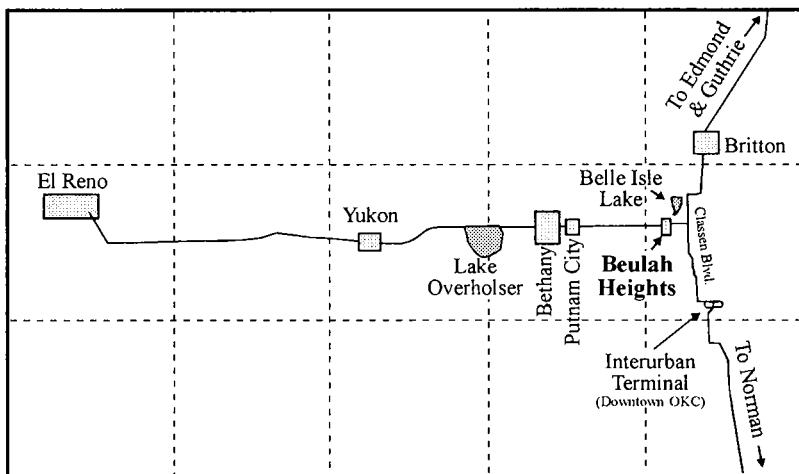 To Edmond
& Guthrie
Britton
El Reno
Belle Isle
Lake
Yukon
Classen Blvd.
Lake
Overholser
Bethany
Putnam City
Beulah
Heights
Interurban
Terminal
(Downtown OKC)
To Norman